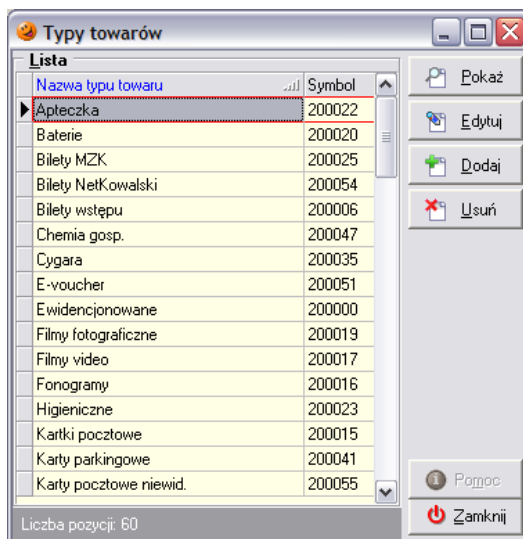 Typy towarów
Lista
Nazwa typu towaru Symbol
Apteczka 200022
Baterie 200020
Bilety MZK 200025
Bilety NetKowalski 200054
Bilety wstępu 200006
Chemia gosp. 200047
Cygara 200035
E-voucher 200051
Ewidencjonowane 200000
Filmy fotograficzne 200019
Filmy video 200017
Fonogramy 200016
Higieniczne 200023
Kartki pocztowe 200015
Karty parkingowe 200041
Karty pocztowe niewid. 200055
Liczba pozycji: 60
Pokaż
Edytuj
Dodaj
Usuń
Pomoc
Zamknij